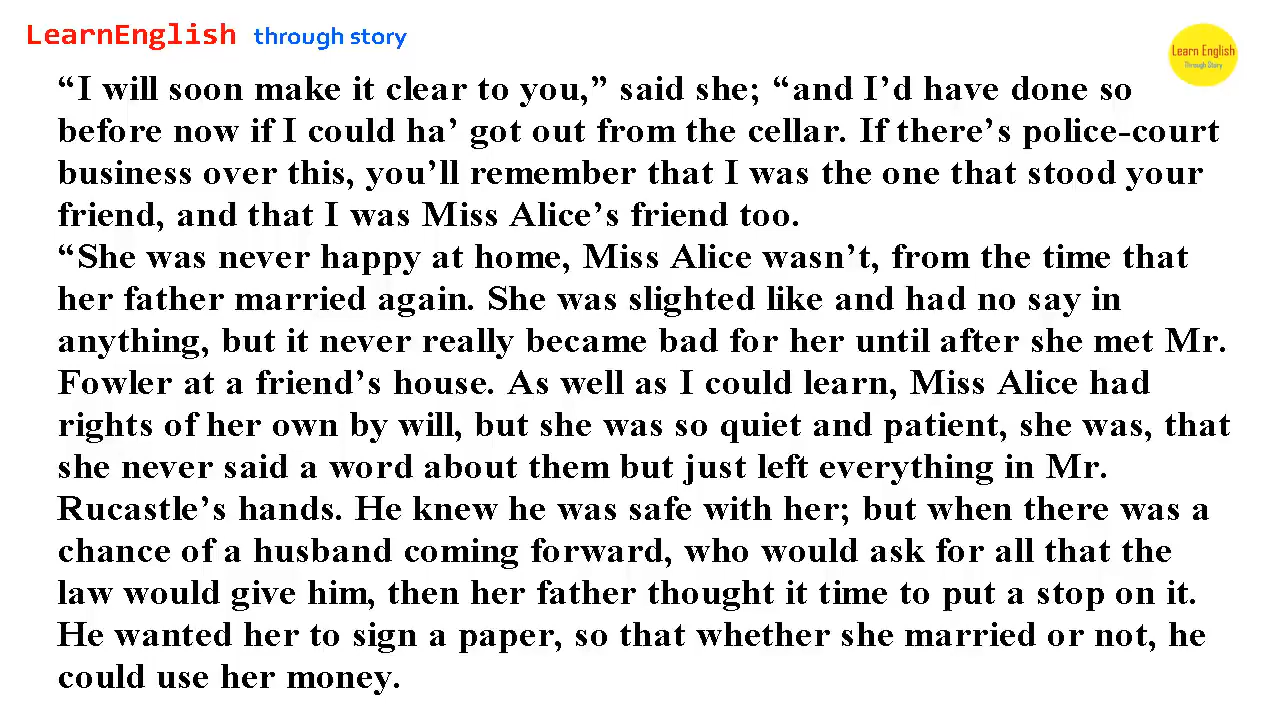 LearnEnglish through story
Learn English
Through Story
“I will soon make it clear to you,” said she; “and I’d have done so
before now if I could ha’ got out from the cellar. If there’s police-court
business over this, you’ll remember that I was the one that stood your
friend, and that I was Miss Alice’s friend too.
“She was never happy at home, Miss Alice wasn’t, from the time that
her father married again. She was slighted like and had no say in
anything, but it never really became bad for her until after she met Mr.
Fowler at a friend’s house. As well as I could learn, Miss Alice had
rights of her own by will, but she was so quiet and patient, she was, that
she never said a word about them but just left everything in Mr.
Rucastle’s hands. He knew he was safe with her; but when there was a
chance of a husband coming forward, who would ask for all that the
law would give him, then her father thought it time to put a stop on it.
He wanted her to sign a paper, so that whether she married or not, he
could use her money.